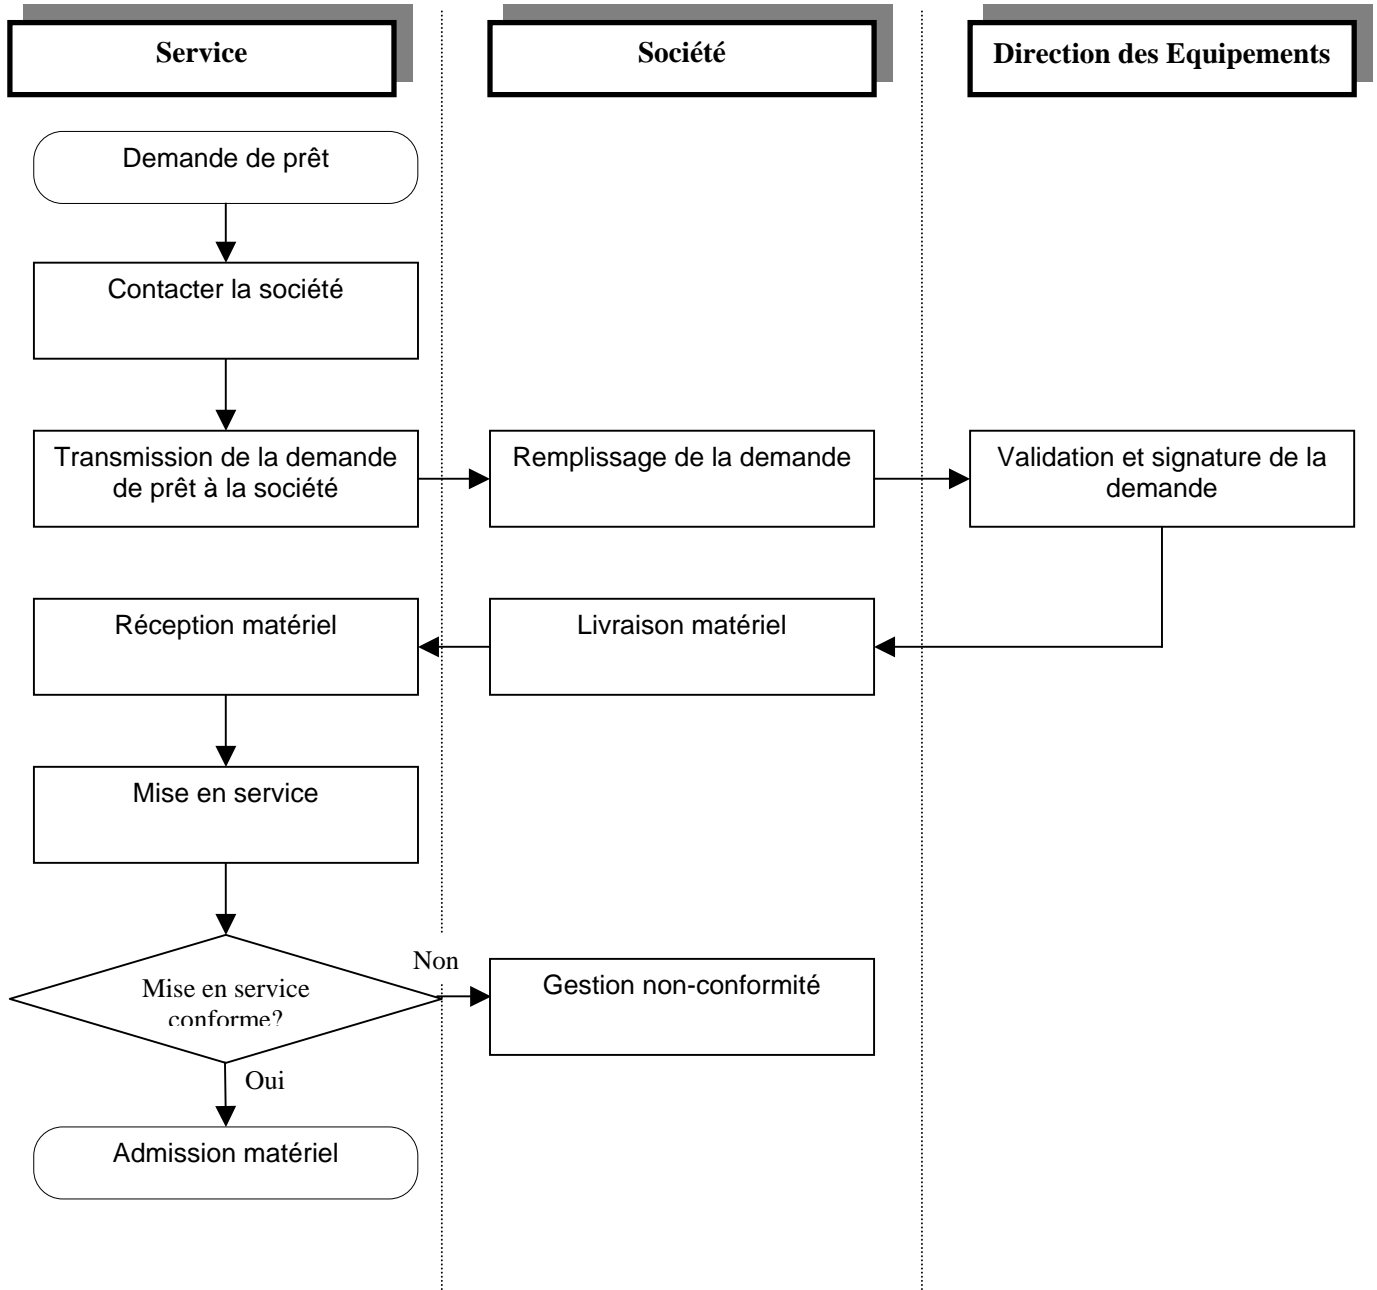 Service
Société
Direction des Equipements
Demande de prêt
Contacter la société
Transmission de la demande
de prêt à la société
Remplissage de la demande
Validation et signature de la
demande
Réception matériel
Livraison matériel
Mise en service
Mise en service
conforme?
Non
Gestion non-conformité
Oui
Admission matériel